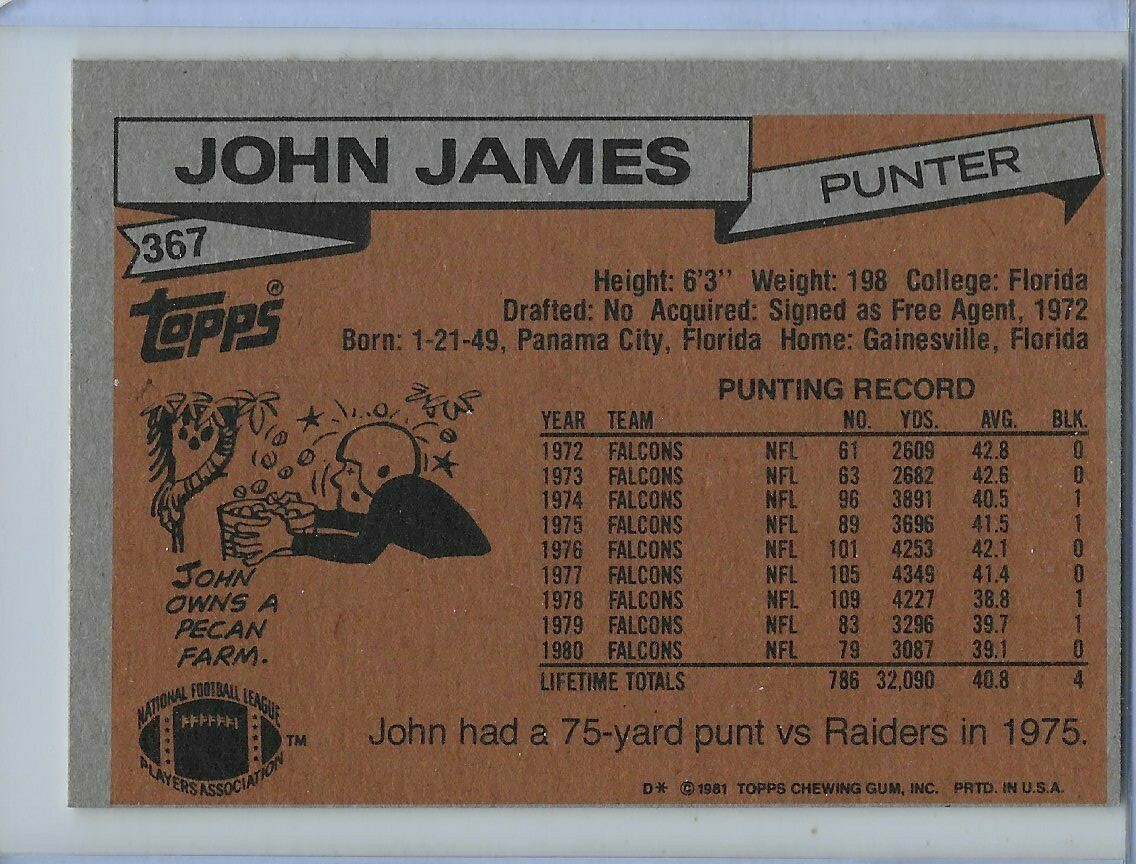 JOHN JAMES
PUNTER
367
TOPPS®
Height: 6'3" Weight: 198 College: Florida
Drafted: No Acquired: Signed as Free Agent, 1972
Born: 1-21-49, Panama City, Florida Home: Gainesville, Florida
PUNTING RECORD
YEAR TEAM NO. YDS. AVG. BLK.
1972 FALCONS NFL 61 2609 42.8 0
1973 FALCONS NFL 63 2682 42.6 0
1974 FALCONS NFL 96 3891 40.5 1
1975 FALCONS NFL 89 3696 41.5 1
1976 FALCONS NFL 101 4253 42.1 0
1977 FALCONS NFL 105 4349 41.4 0
1978 FALCONS NFL 109 4227 38.8 1
1979 FALCONS NFL 83 3296 39.7 1
1980 FALCONS NFL 79 3087 39.1 0
LIFETIME TOTALS 786 32,090 40.8 4
JOHN
OWNS A
PECAN
FARM.
NATIONAL FOOTBALL LEAGUE
PLAYERS ASSOCIATION
TM
John had a 75-yard punt vs Raiders in 1975.
D* © 1981 TOPPS CHEWING GUM, INC. PRTD. IN U.S.A.